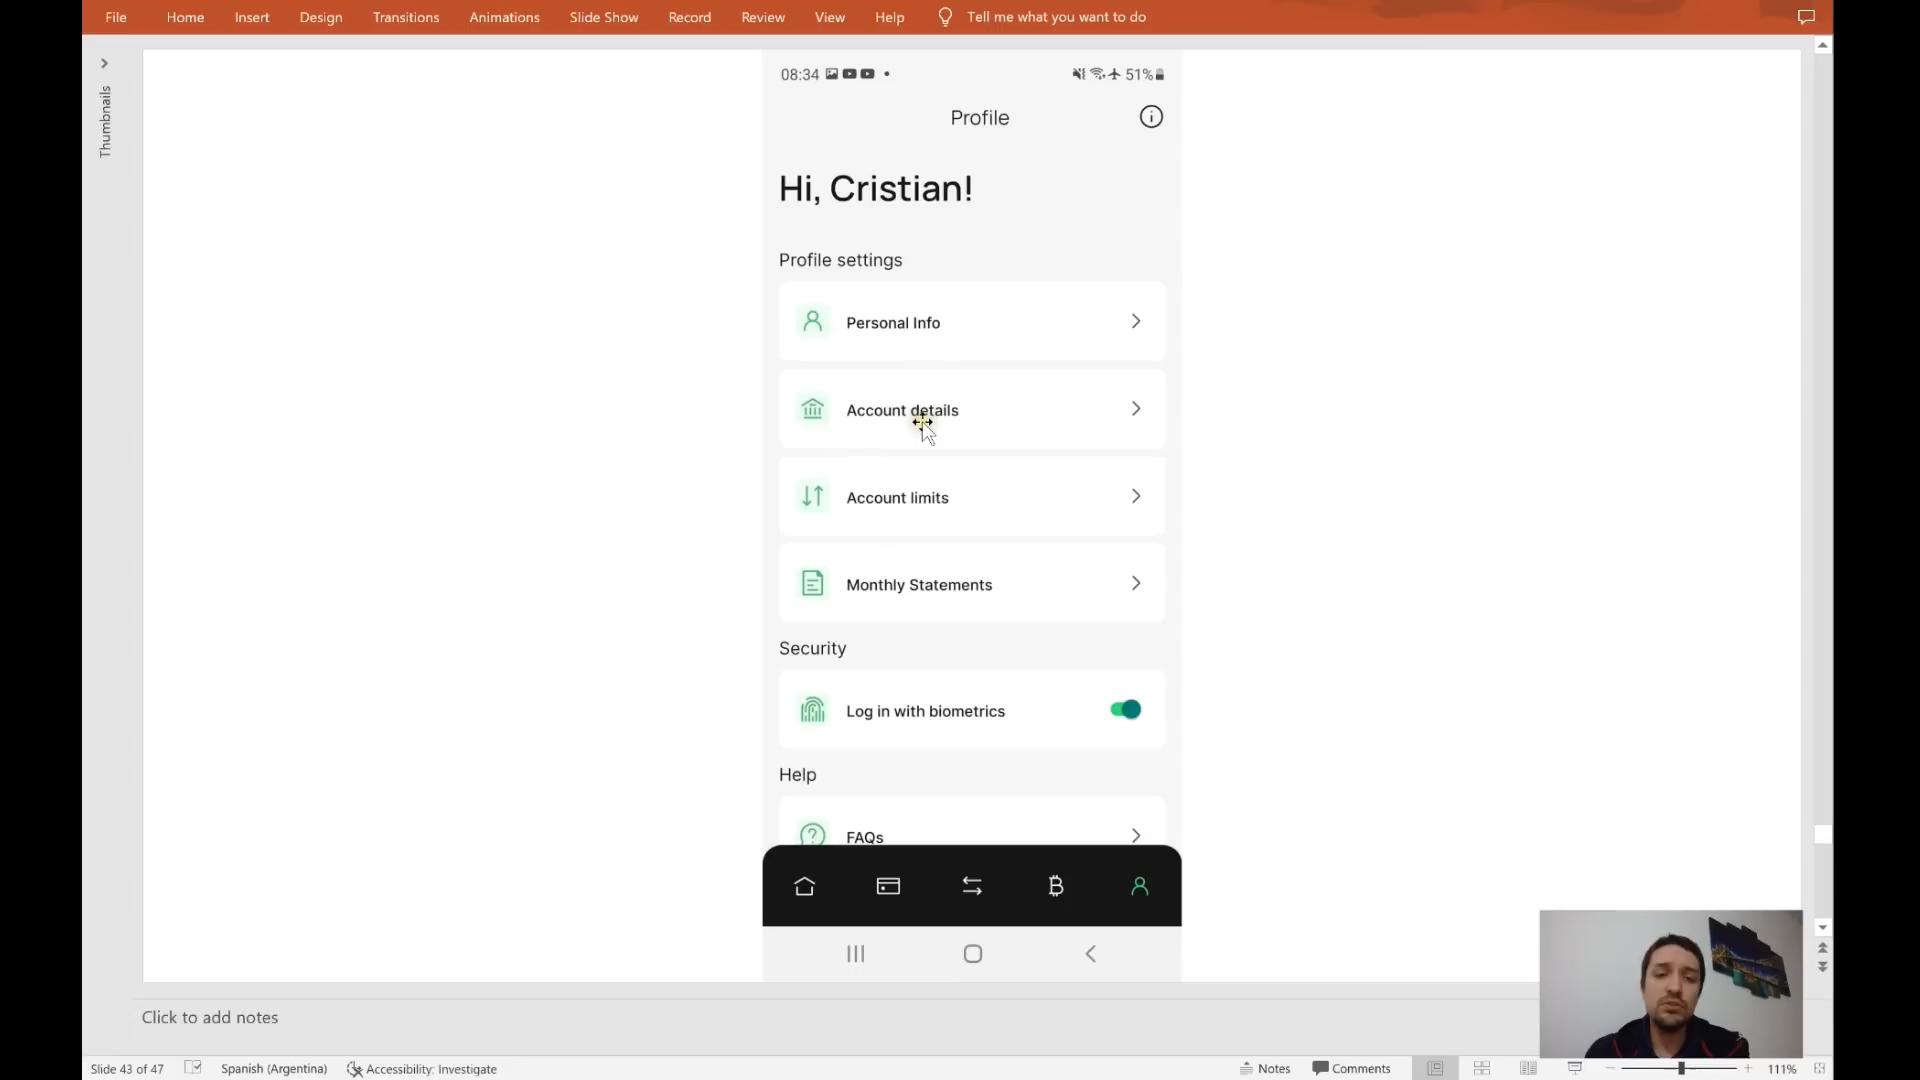 File Home Insert Design Transitions Animations Slide Show Record Review View Help Tell me what you want to do
Thumbnails
08:34 51%
Profile
Hi, Cristian!
Profile settings
Personal Info
Account details
Account limits
Monthly Statements
Security
Log in with biometrics
Help
FAQs
Click to add notes
Slide 43 of 47 Spanish (Argentina) Accessibility: Investigate Notes Comments 111%